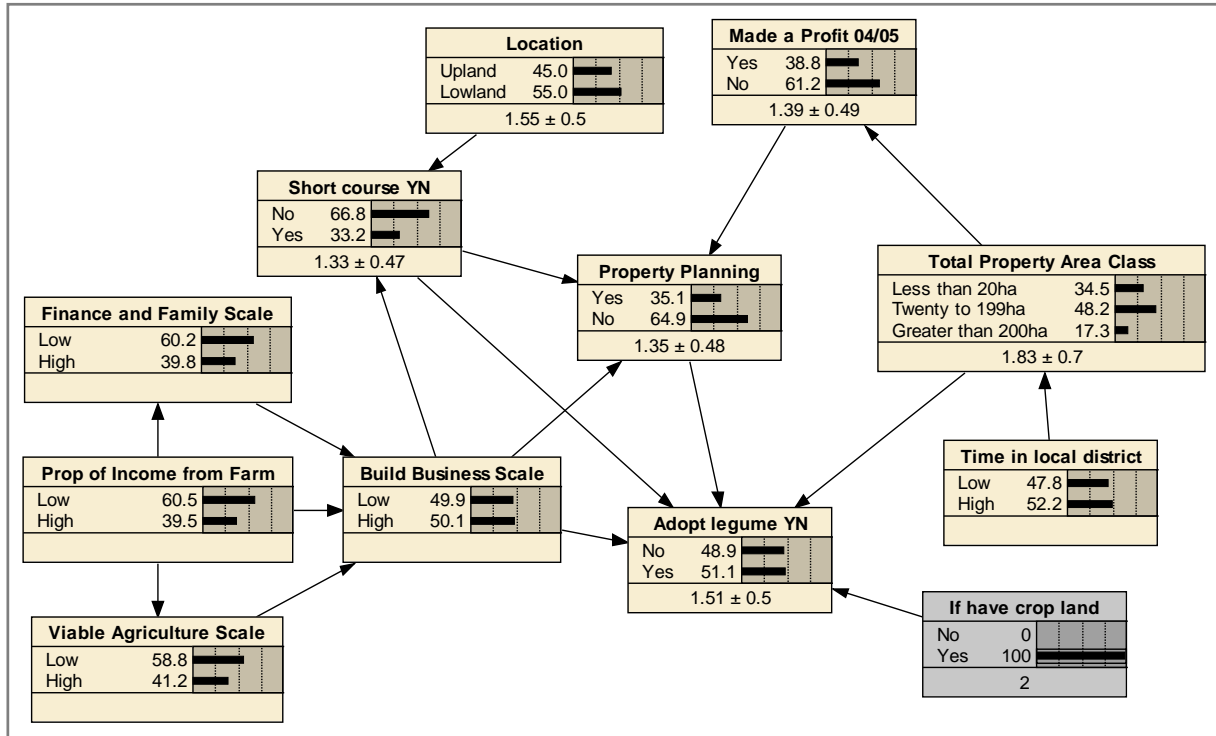 Location
Upland 45.0
Lowland 55.0
1.55 ± 0.5
Made a Profit 04/05
Yes 38.8
No 61.2
1.39 ± 0.49
Short course YN
No 66.8
Yes 33.2
1.33 ± 0.47
Property Planning
Yes 35.1
No 64.9
1.35 ± 0.48
Total Property Area Class
Less than 20ha 34.5
Twenty to 199ha 48.2
Greater than 200ha 17.3
1.83 ± 0.7
Finance and Family Scale
Low 60.2
High 39.8
Prop of Income from Farm
Low 60.5
High 39.5
Build Business Scale
Low 49.9
High 50.1
Time in local district
Low 47.8
High 52.2
Adopt legume YN
No 48.9
Yes 51.1
1.51 ± 0.5
If have crop land
No 0
Yes 100
2
Viable Agriculture Scale
Low 58.8
High 41.2